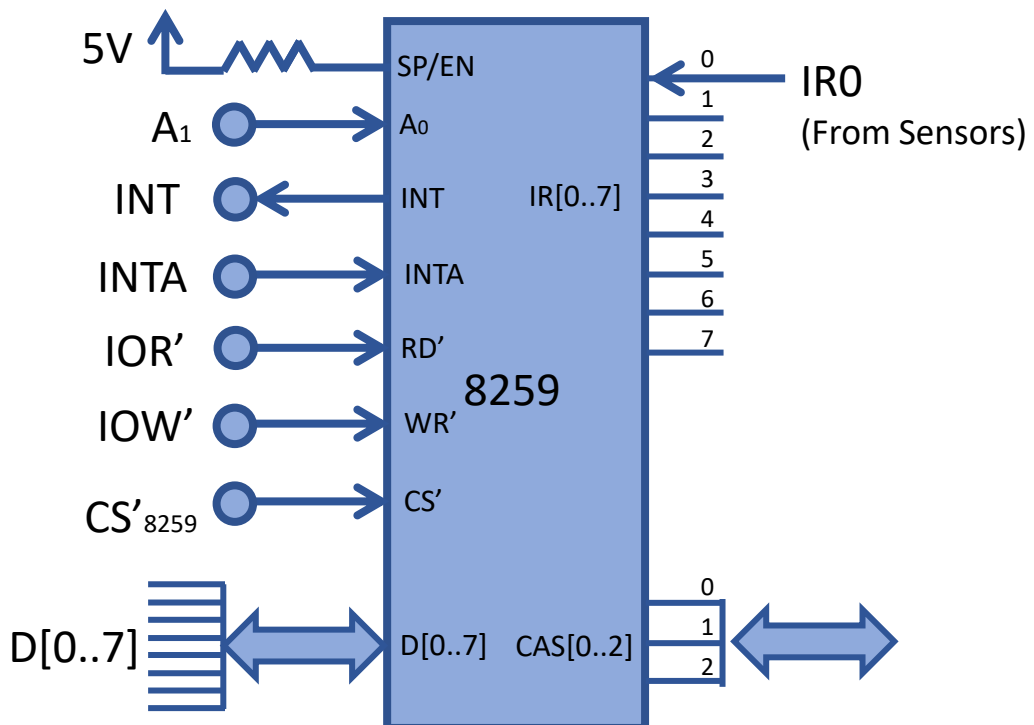 5V
SP/EN
0
IR0
(From Sensors)
A1
A0
1
2
INT
INT
IR[0..7]
3
4
INTA
INTA
5
6
IOR’
RD’
7
8259
IOW’
WR’
CS’8259
CS’
0
D[0..7]
D[0..7]
CAS[0..2]
1
2